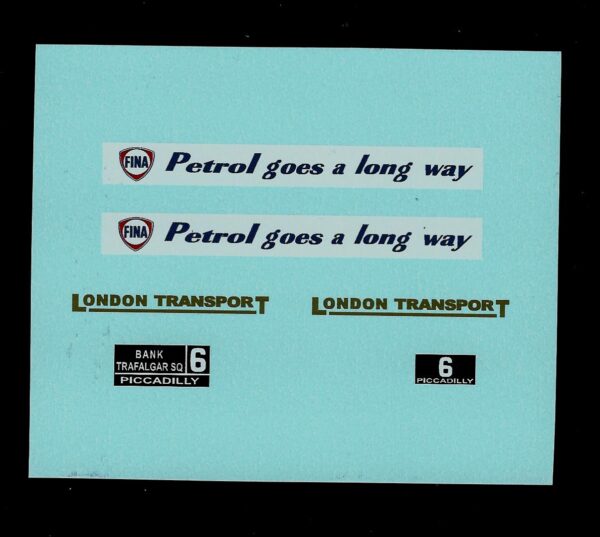 FINA Petrol goes a long way
FINA Petrol goes a long way
LONDON TRANSPORT LONDON TRANSPORT
BANK
TRAFALGAR SQ 6
PICCADILLY
6
PICCADILLY